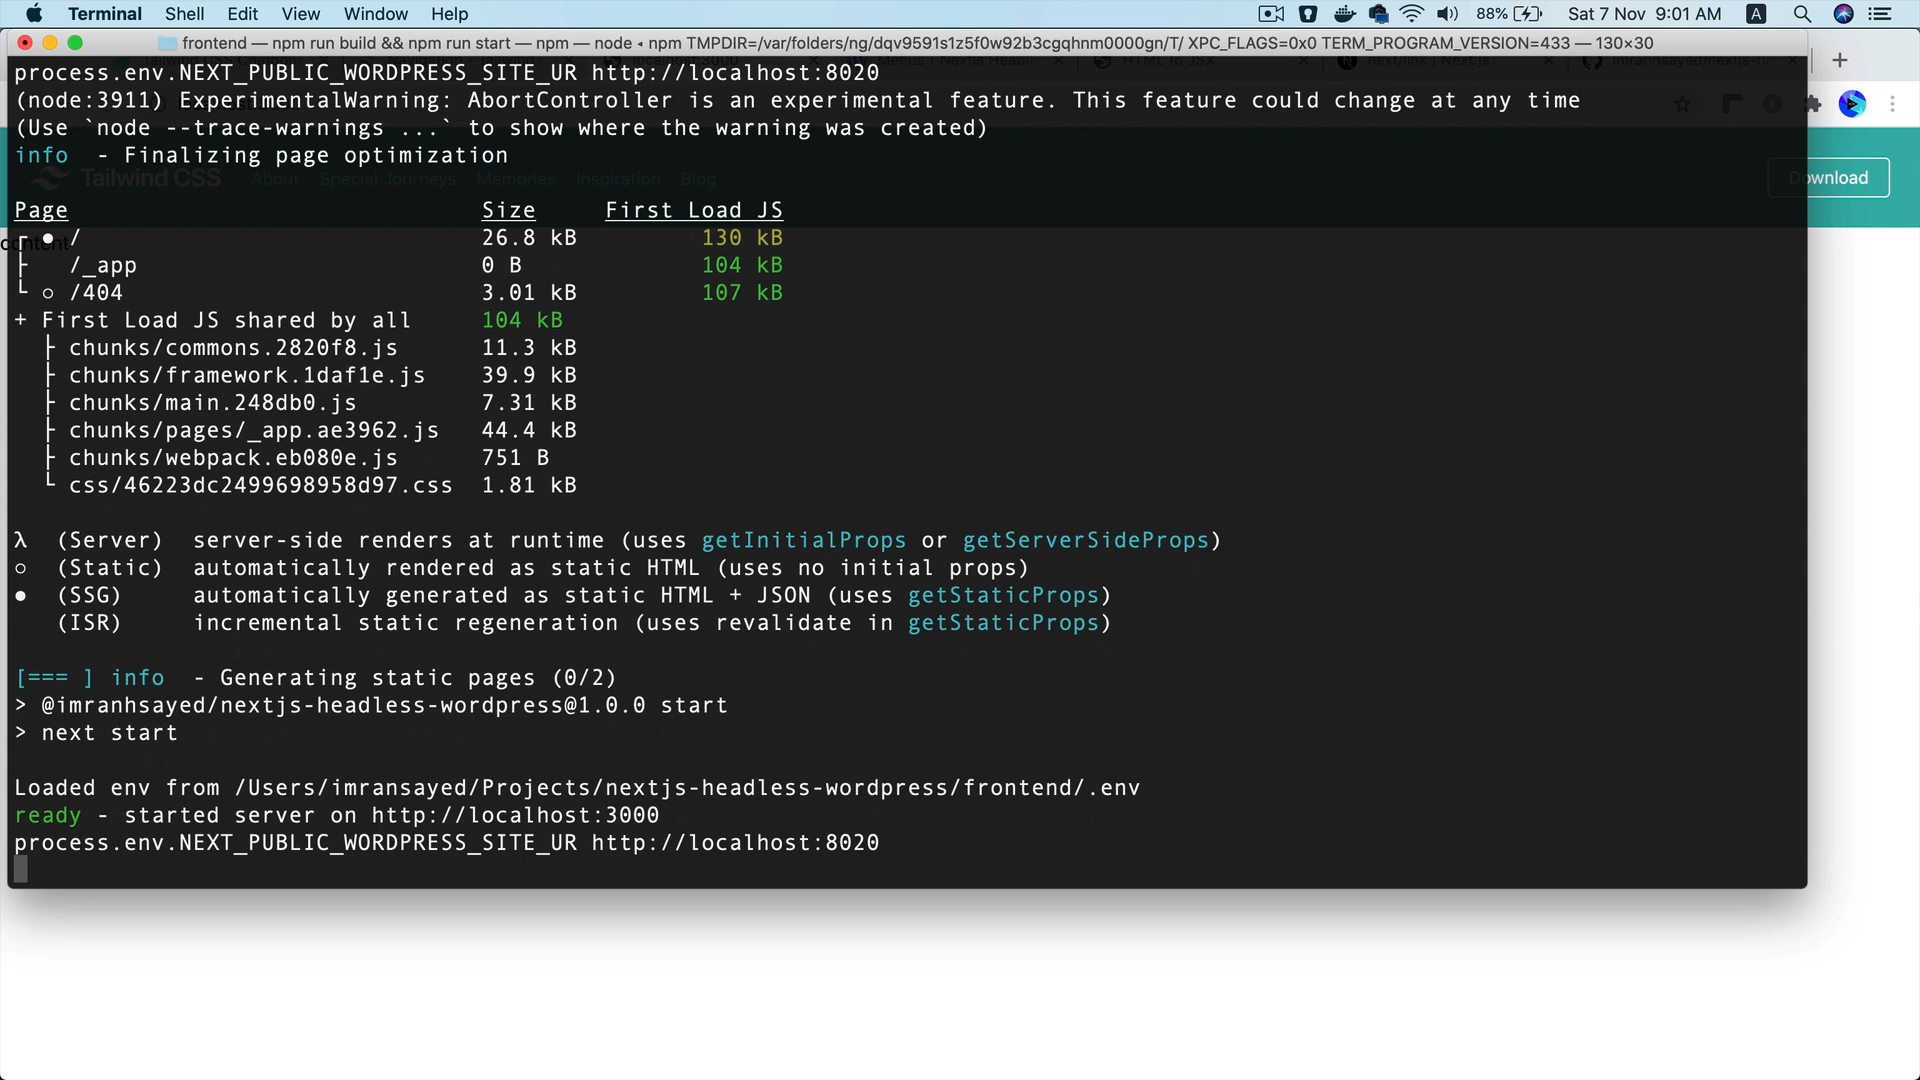 Terminal Shell Edit View Window Help 88% Sat 7 Nov 9:01 AM A
frontend — npm run build && npm run start — npm — node ◂ npm TMPDIR=/var/folders/ng/dqv9591s1z5f0w92b3cgqhnm0000gn/T/ XPC_FLAGS=0x0 TERM_PROGRAM_VERSION=433 — 130×30
process.env.NEXT_PUBLIC_WORDPRESS_SITE_UR http://localhost:8020
(node:3911) ExperimentalWarning: AbortController is an experimental feature. This feature could change at any time
(Use `node --trace-warnings ...` to show where the warning was created)
info - Finalizing page optimization
Tailwind CSS About Special Journeys Memories Inspiration Blog Download
Page Size First Load JS
┌ ● / 26.8 kB 130 kB
content
├ /_app 0 B 104 kB
└ ○ /404 3.01 kB 107 kB
+ First Load JS shared by all 104 kB
├ chunks/commons.2820f8.js 11.3 kB
├ chunks/framework.1daf1e.js 39.9 kB
├ chunks/main.248db0.js 7.31 kB
├ chunks/pages/_app.ae3962.js 44.4 kB
├ chunks/webpack.eb080e.js 751 B
└ css/46223dc2499698958d97.css 1.81 kB
λ (Server) server-side renders at runtime (uses getInitialProps or getServerSideProps)
○ (Static) automatically rendered as static HTML (uses no initial props)
● (SSG) automatically generated as static HTML + JSON (uses getStaticProps)
(ISR) incremental static regeneration (uses revalidate in getStaticProps)
[=== ] info - Generating static pages (0/2)
> @imranhsayed/nextjs-headless-wordpress@1.0.0 start
> next start
Loaded env from /Users/imransayed/Projects/nextjs-headless-wordpress/frontend/.env
ready - started server on http://localhost:3000
process.env.NEXT_PUBLIC_WORDPRESS_SITE_UR http://localhost:8020